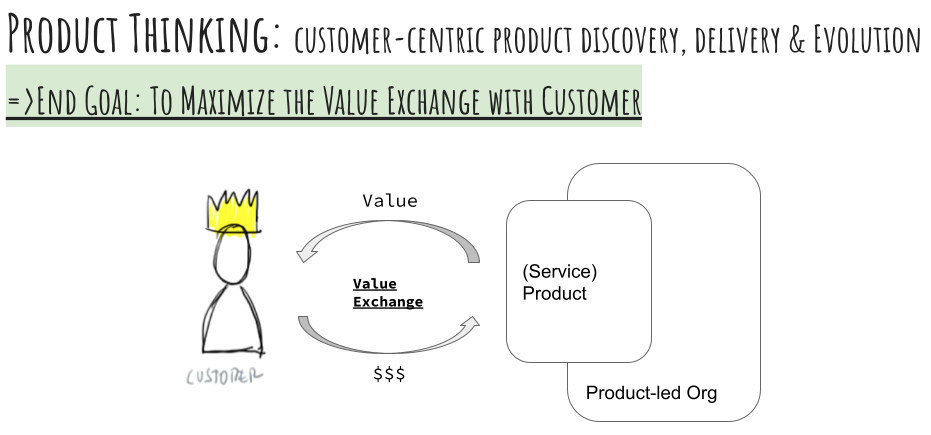 Product Thinking: customer-centric product discovery, delivery & Evolution
=>End Goal: To Maximize the Value Exchange with Customer
Value
Value
Exchange
$$$
(Service)
Product
Product-led Org
CUSTOMER